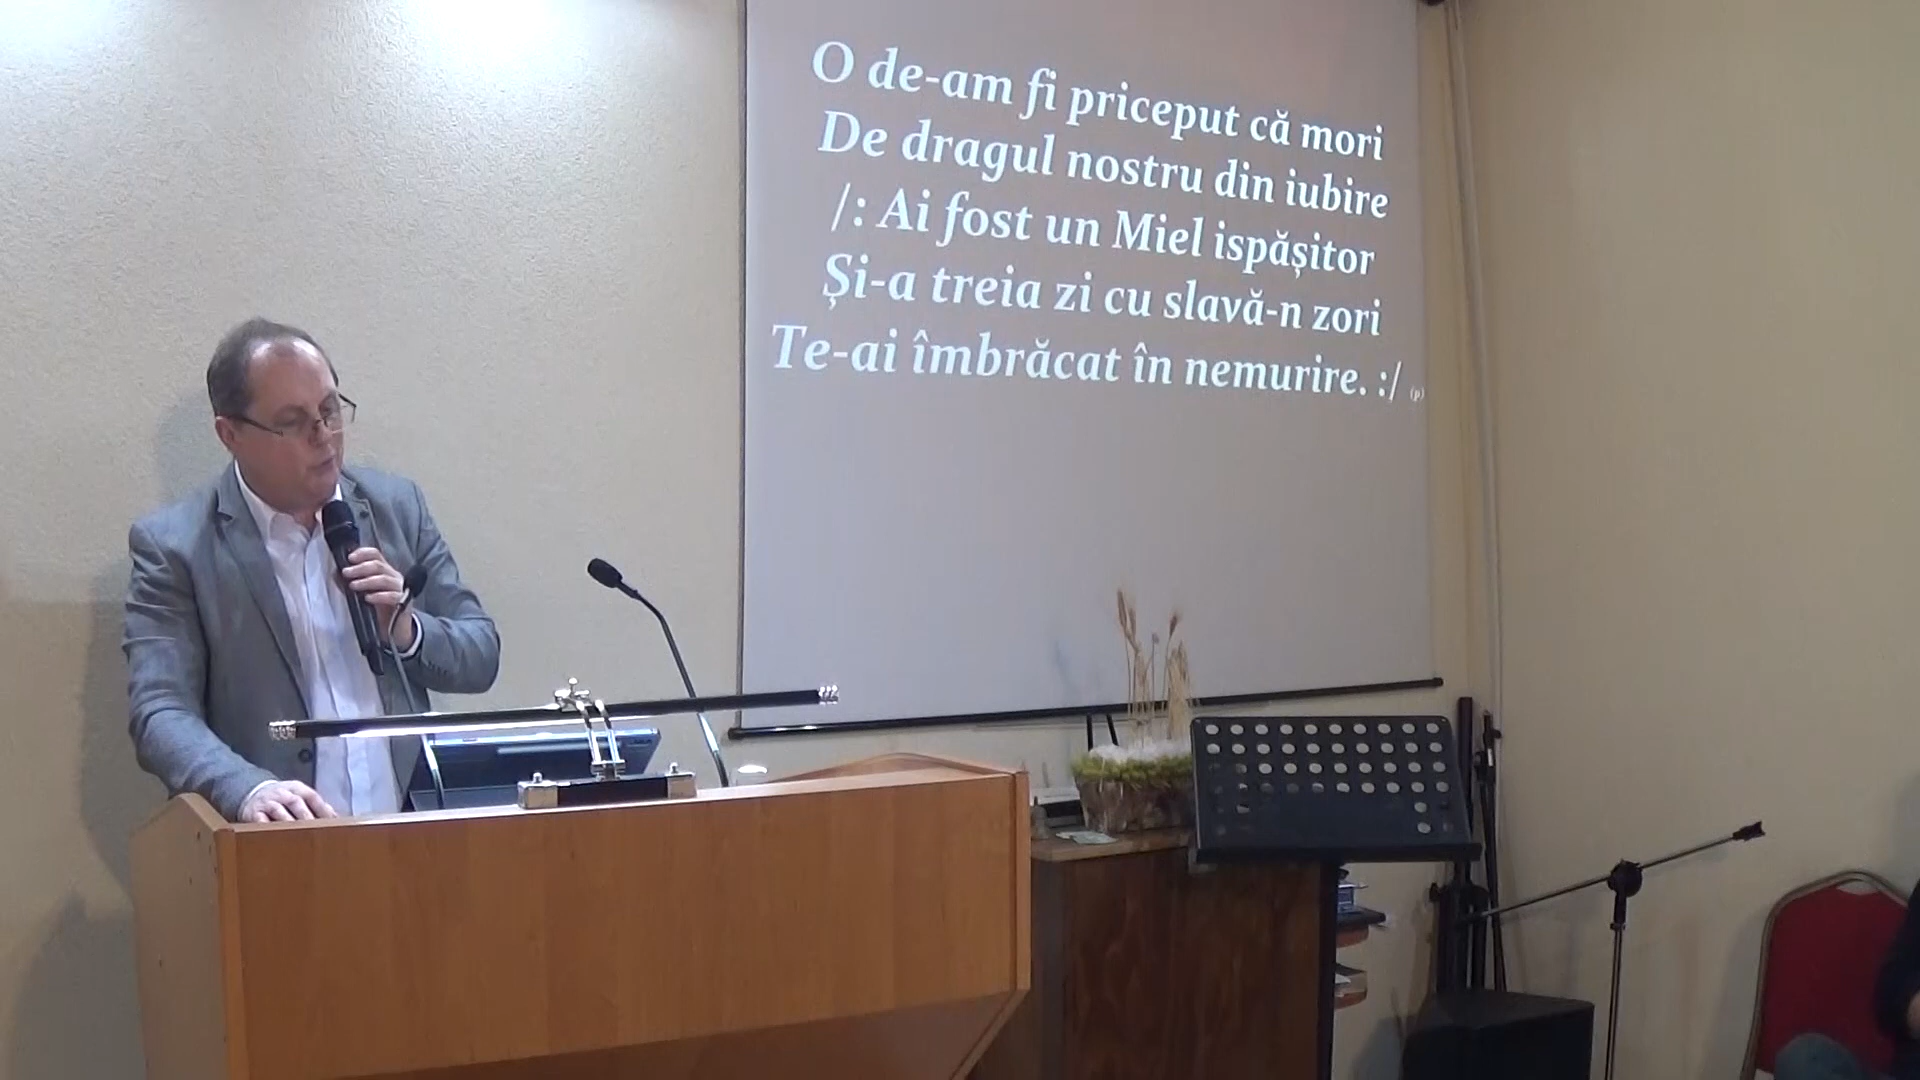 O de-am fi priceput că mori
De dragul nostru din iubire
/: Ai fost un Miel ispășitor
Și-a treia zi cu slavă-n zori
Te-ai îmbrăcat în nemurire. :/ (p)